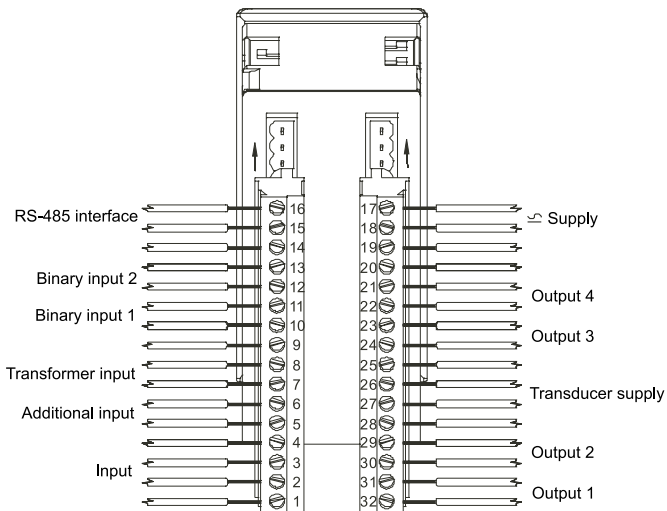 RS-485 interface 16 17 Supply
15 18
14 19
13 20
Binary input 2 12 21
11 22 Output 4
Binary input 1 10 23
9 24 Output 3
8 25
Transformer input 7 26
6 27 Transducer supply
Additional input 5 28
4 29
3 30 Output 2
Input 2 31
1 32 Output 1